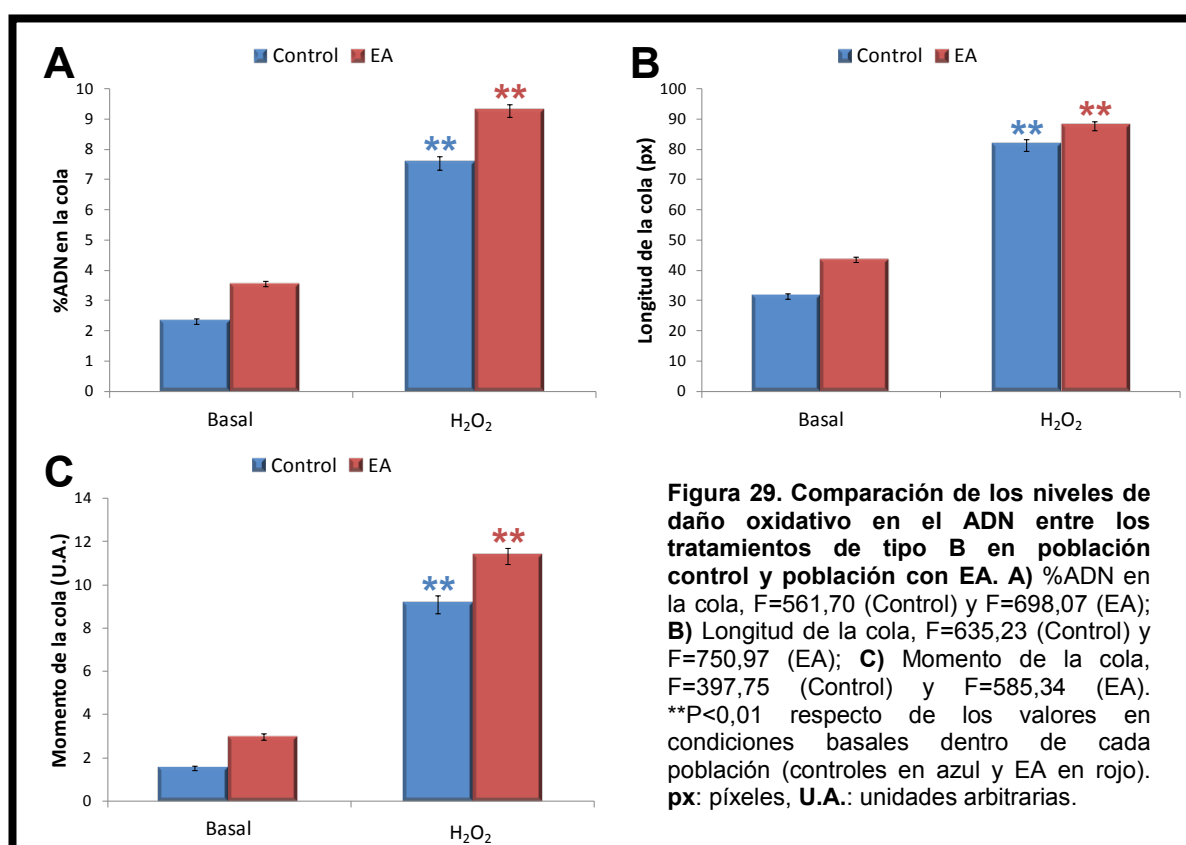 A
Control EA
10
9
8
7
6
5
4
3
2
1
0
%ADN en la cola
**
**
Basal H₂O₂
B
Control EA
100
90
80
70
60
50
40
30
20
10
0
Longitud de la cola (px)
**
**
Basal H₂O₂
C
Control EA
14
12
10
8
6
4
2
0
Momento de la cola (U.A.)
**
**
Basal H₂O₂
Figura 29. Comparación de los niveles de
daño oxidativo en el ADN entre los
tratamientos de tipo B en población
control y población con EA. A) %ADN en
la cola, F=561,70 (Control) y F=698,07 (EA);
B) Longitud de la cola, F=635,23 (Control) y
F=750,97 (EA); C) Momento de la cola,
F=397,75 (Control) y F=585,34 (EA).
**P<0,01 respecto de los valores en
condiciones basales dentro de cada
población (controles en azul y EA en rojo).
px: píxeles, U.A.: unidades arbitrarias.